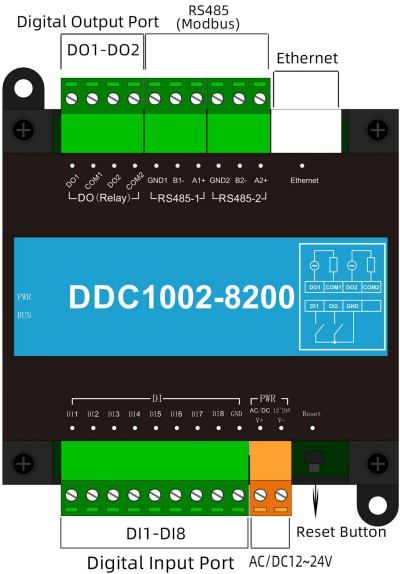 RS485
Digital Output Port (Modbus)
DO1-DO2
Ethernet
DO1 COM1 DO2 COM2 GND1 B1- A1+ GND2 B2- A2+ Ethernet
DO(Relay) RS485-1 RS485-2
PWR
RUN
DDC1002-8200
DO1 COM1 DO2 COM2
DI1 DI2 GND
DI PWR
DI1 DI2 DI3 DI4 DI5 DI6 DI7 DI8 GND AC/DC 12~24V Reset
V+ V-
DI1-DI8
Reset Button
Digital Input Port AC/DC12~24V